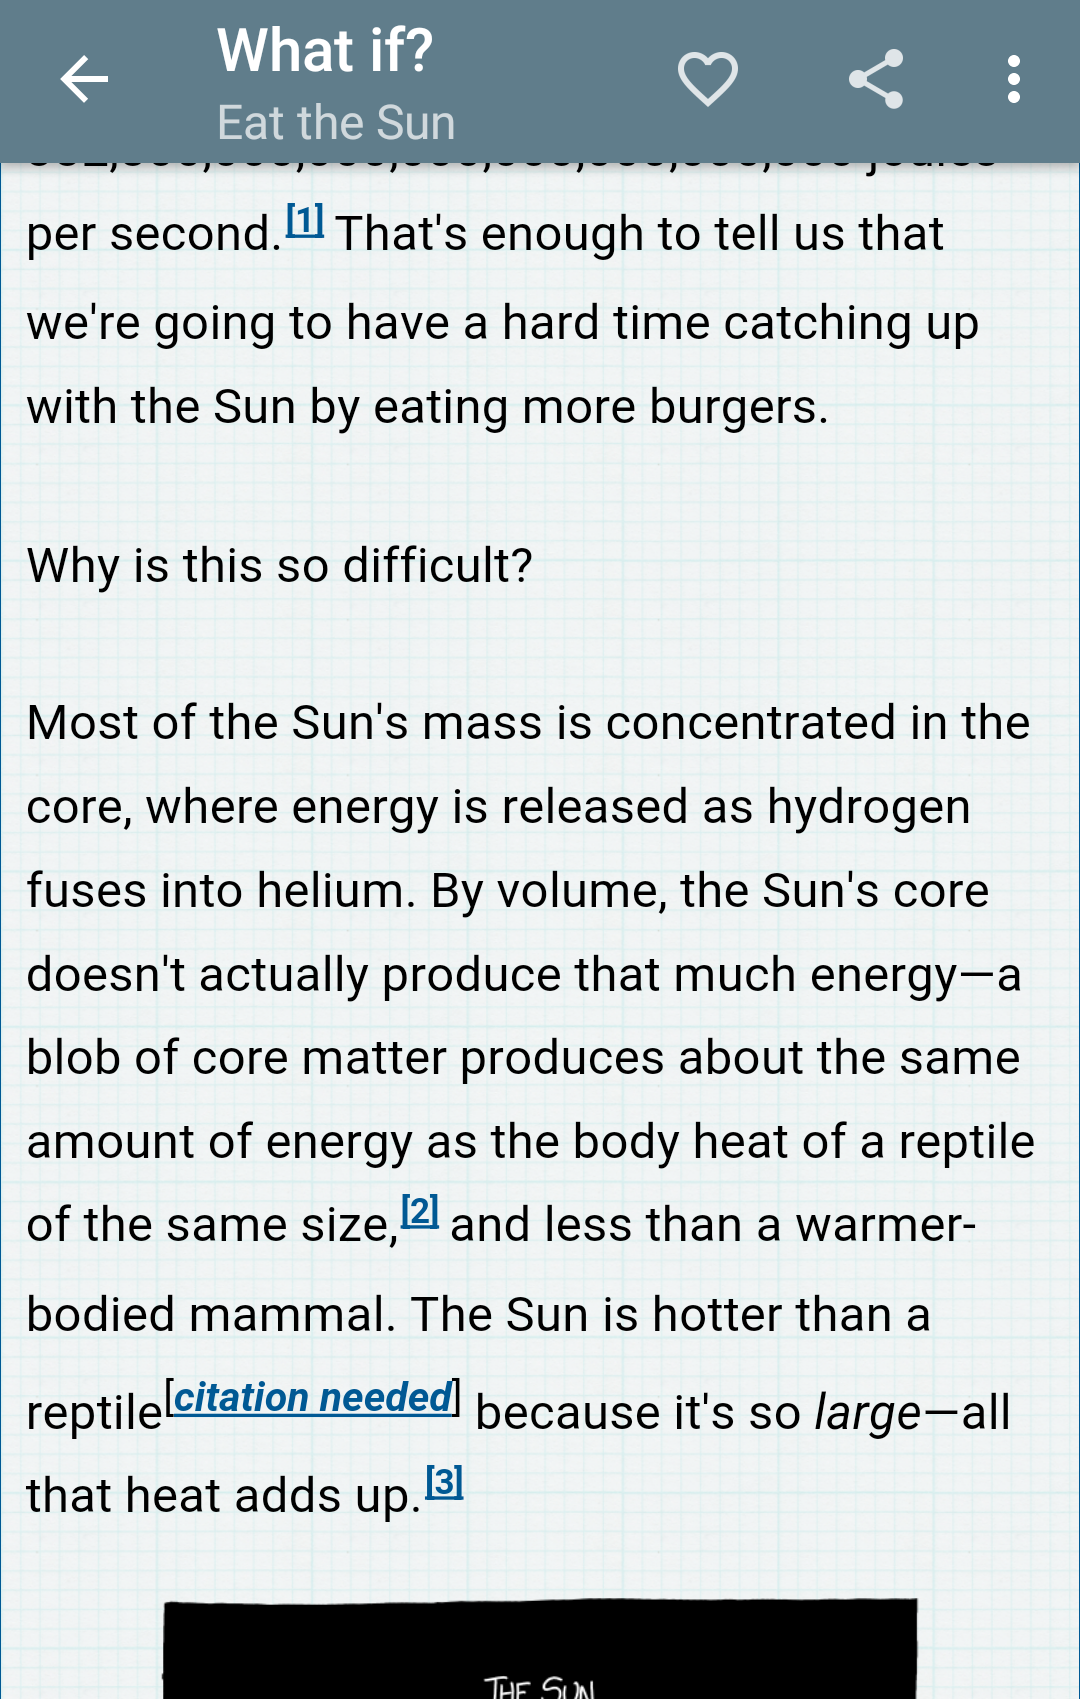 What if?
Eat the Sun
per second.[1] That's enough to tell us that
we're going to have a hard time catching up
with the Sun by eating more burgers.
Why is this so difficult?
Most of the Sun's mass is concentrated in the
core, where energy is released as hydrogen
fuses into helium. By volume, the Sun's core
doesn't actually produce that much energy—a
blob of core matter produces about the same
amount of energy as the body heat of a reptile
of the same size,[2] and less than a warmer-
bodied mammal. The Sun is hotter than a
reptile[citation needed] because it's so large—all
that heat adds up.[3]
THE SUN